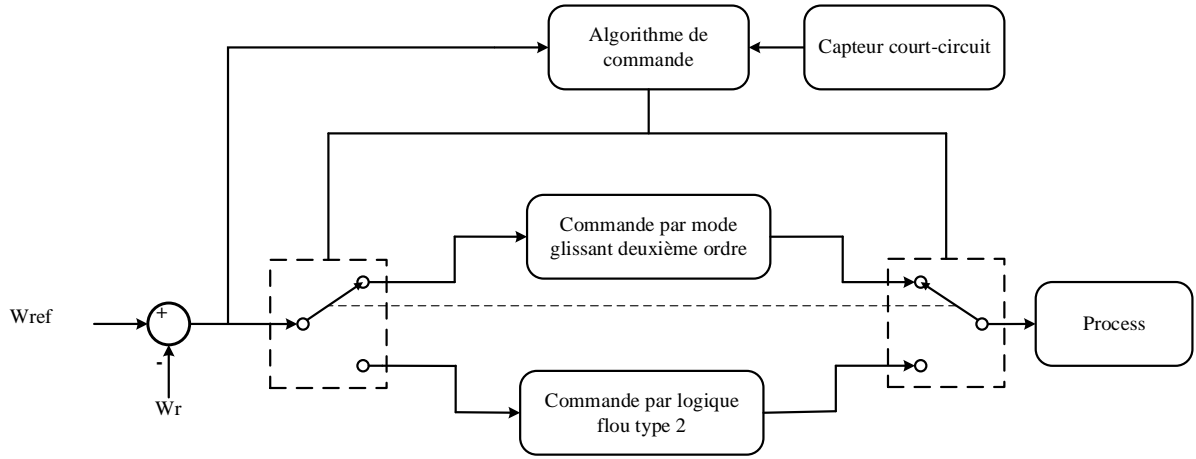 Algorithme de
commande
Capteur court-circuit
Commande par mode
glissant deuxième ordre
Wref
+
-
Wr
Process
Commande par logique
flou type 2